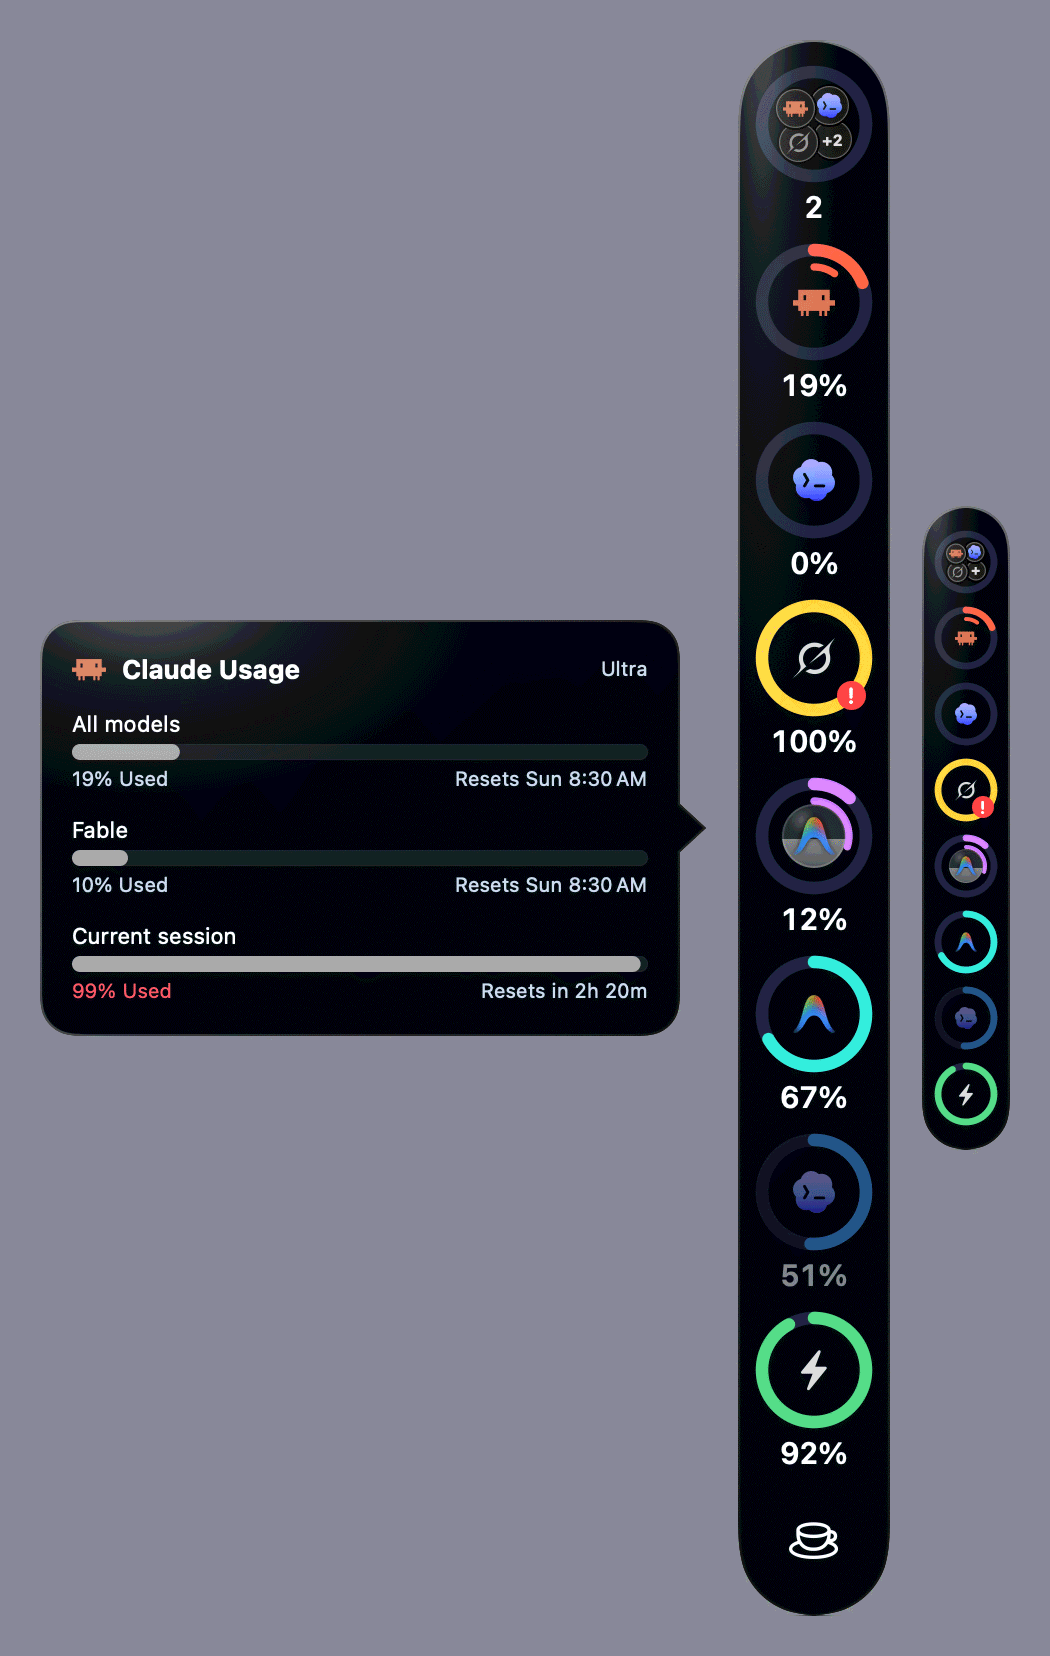 +2
2
19%
0%
!
100%
12%
67%
51%
92%
Claude Usage
Ultra
All models
19% Used
Resets Sun 8:30 AM
Fable
10% Used
Resets Sun 8:30 AM
Current session
99% Used
Resets in 2h 20m
+
!